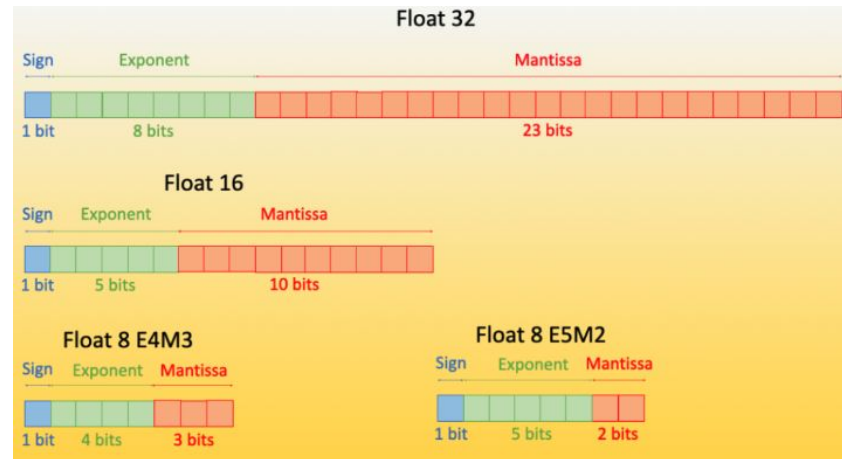 Float 32
Sign Exponent Mantissa
1 bit 8 bits 23 bits
Float 16
Sign Exponent Mantissa
1 bit 5 bits 10 bits
Float 8 E4M3
Sign Exponent Mantissa
1 bit 4 bits 3 bits
Float 8 E5M2
Sign Exponent Mantissa
1 bit 5 bits 2 bits